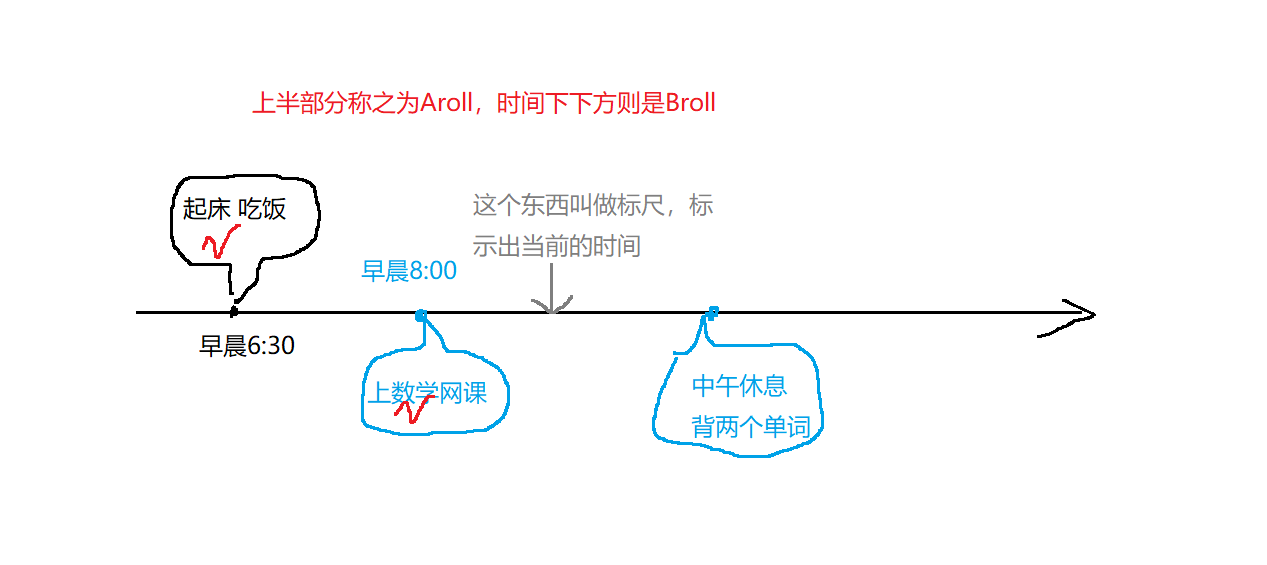 上半部分称之为Aroll，时间下下方则是Broll
起床 吃饭
这个东西叫做标尺，标
示出当前的时间
早晨8:00
早晨6:30
上数学网课
中午休息
背两个单词